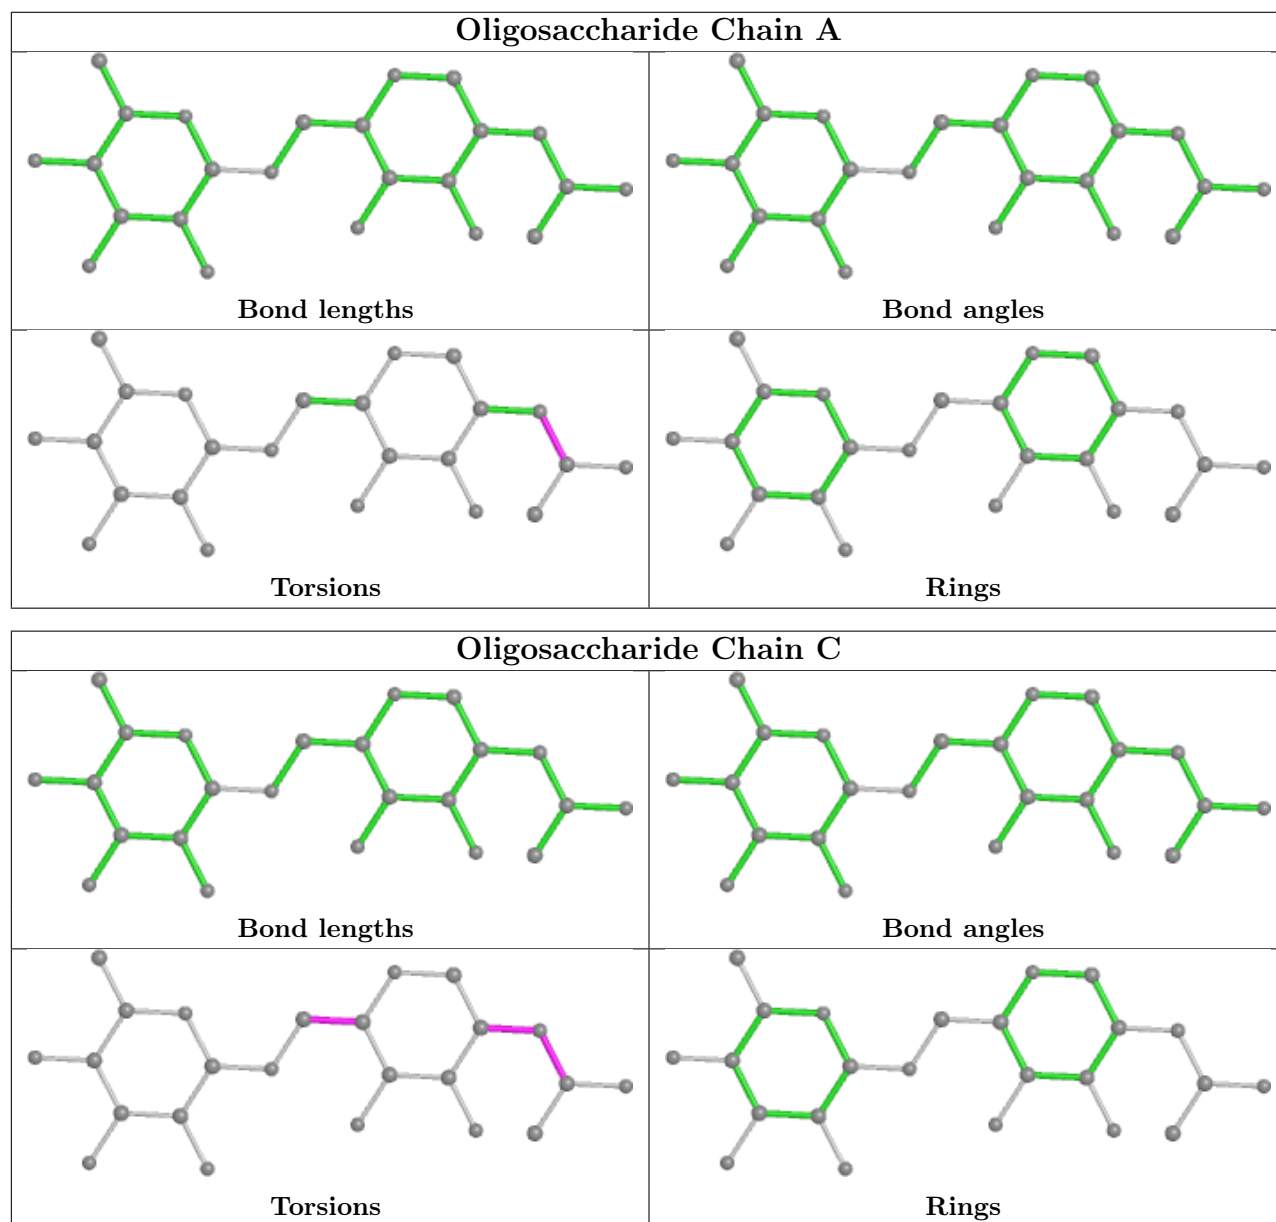 Oligosaccharide Chain A
Bond lengths
Bond angles
Torsions
Rings
Oligosaccharide Chain C
Bond lengths
Bond angles
Torsions
Rings